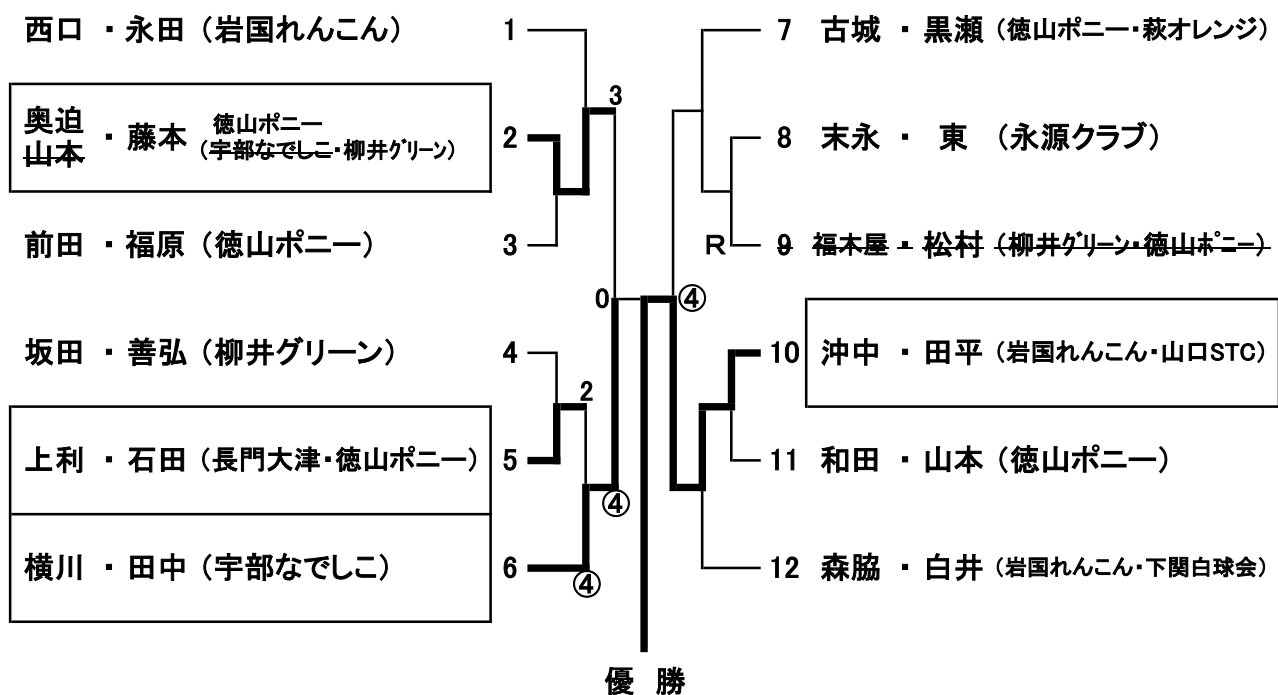 西口 ・ 永田 (岩国れんこん) 1
3
奥迫
山本 ・ 藤本 徳山ポニー
(宇部なでしこ・柳井グリーン) 2
前田 ・ 福原 (徳山ポニー) 3
0
坂田 ・ 善弘 (柳井グリーン) 4
2
上利 ・ 石田 (長門大津・徳山ポニー) 5
④
横川 ・ 田中 (宇部なでしこ) 6
④
7 古城 ・ 黒瀬 (徳山ポニー・萩オレンジ)
8 末永 ・ 東 (永源クラブ)
R 9 福木屋 ・ 松村 (柳井グリーン・徳山ポニー)
④
10 沖中 ・ 田平 (岩国れんこん・山口STC)
11 和田 ・ 山本 (徳山ポニー)
12 森脇 ・ 白井 (岩国れんこん・下関白球会)
優 勝